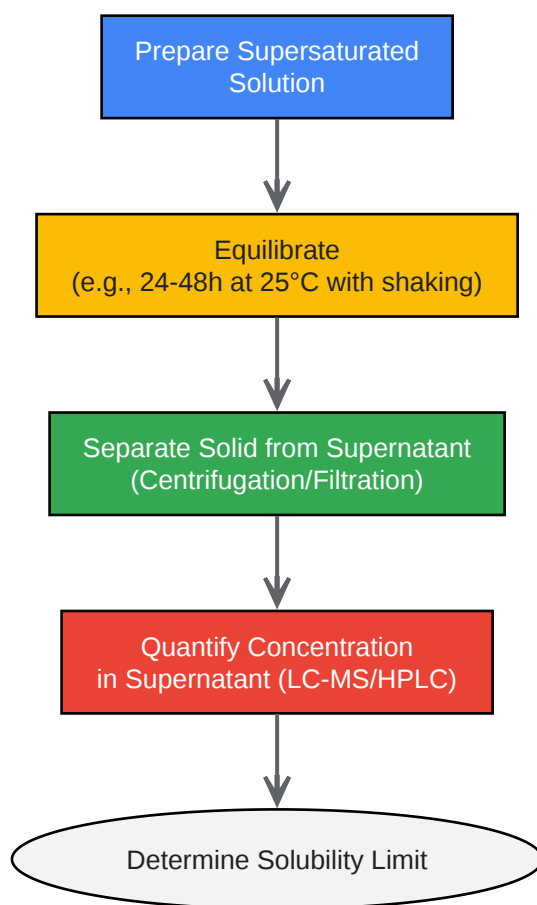 Prepare Supersaturated
Solution
Equilibrate
(e.g., 24-48h at 25°C with shaking)
Separate Solid from Supernatant
(Centrifugation/Filtration)
Quantify Concentration
in Supernatant (LC-MS/HPLC)
Determine Solubility Limit